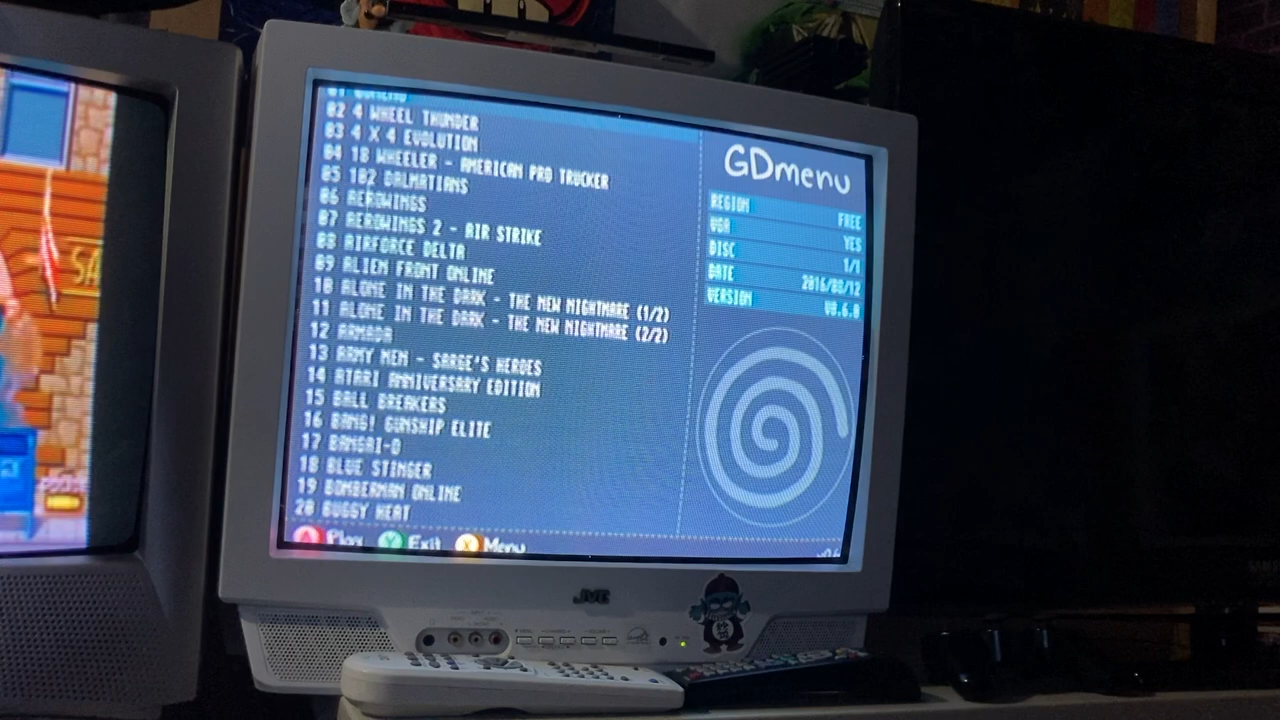 01 GDMENU
02 4 WHEEL THUNDER
03 4 X 4 EVOLUTION
04 18 WHEELER - AMERICAN PRO TRUCKER
05 102 DALMATIANS
06 AEROWINGS
07 AEROWINGS 2 - AIR STRIKE
08 AIRFORCE DELTA
09 ALIEN FRONT ONLINE
10 ALONE IN THE DARK - THE NEW NIGHTMARE (1/2)
11 ALONE IN THE DARK - THE NEW NIGHTMARE (2/2)
12 ARMADA
13 ARMY MEN - SARGE'S HEROES
14 ATARI ANNIVERSARY EDITION
15 BALL BREAKERS
16 BANG! GUNSHIP ELITE
17 BANGAI-O
18 BLUE STINGER
19 BOMBERMAN ONLINE
20 BUGGY HEAT
A Play Y Exit X Menu
GDmenu
REGION FREE
VGA YES
DISC 1/1
DATE 2016/08/12
VERSION V0.6.0
JVC
SA